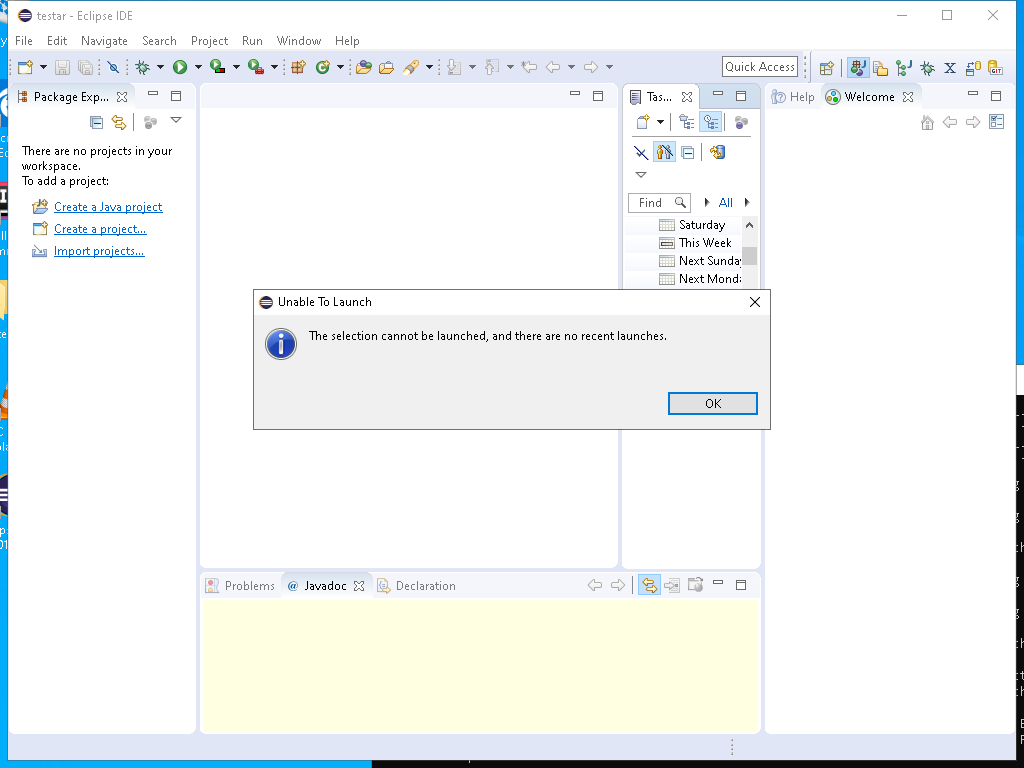 testar - Eclipse IDE
File Edit Navigate Search Project Run Window Help
Quick Access
Package Exp...
Tas...
Help
Welcome
There are no projects in your
workspace.
To add a project:
Create a Java project
Create a project...
Import projects...
Find
All
Saturday
This Week
Next Sunday
Next Mond
Unable To Launch
The selection cannot be launched, and there are no recent launches.
OK
Problems
@ Javadoc
Declaration